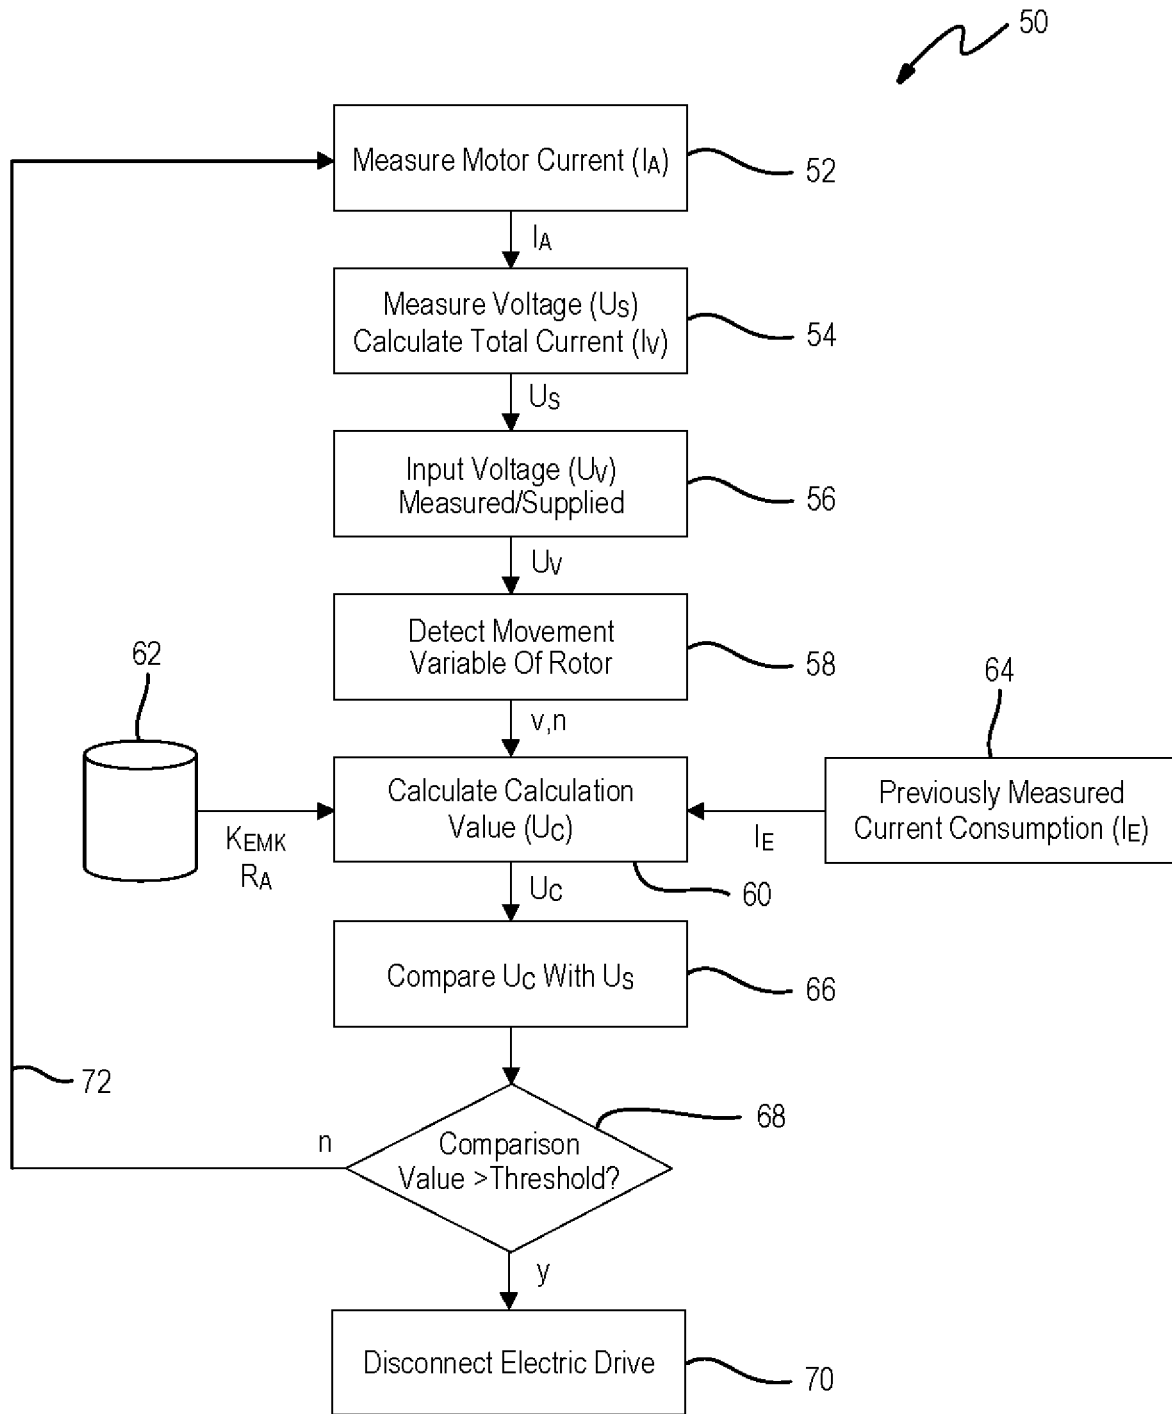 50
Measure Motor Current (IA)
52
IA
Measure Voltage (US)
Calculate Total Current (IV)
54
US
Input Voltage (UV)
Measured/Supplied
56
UV
Detect Movement
Variable Of Rotor
58
62
64
v,n
Calculate Calculation
Value (UC)
Previously Measured
Current Consumption (IE)
KEMK
RA
IE
60
UC
Compare UC With US
66
72
68
n
Comparison
Value >Threshold?
y
Disconnect Electric Drive
70